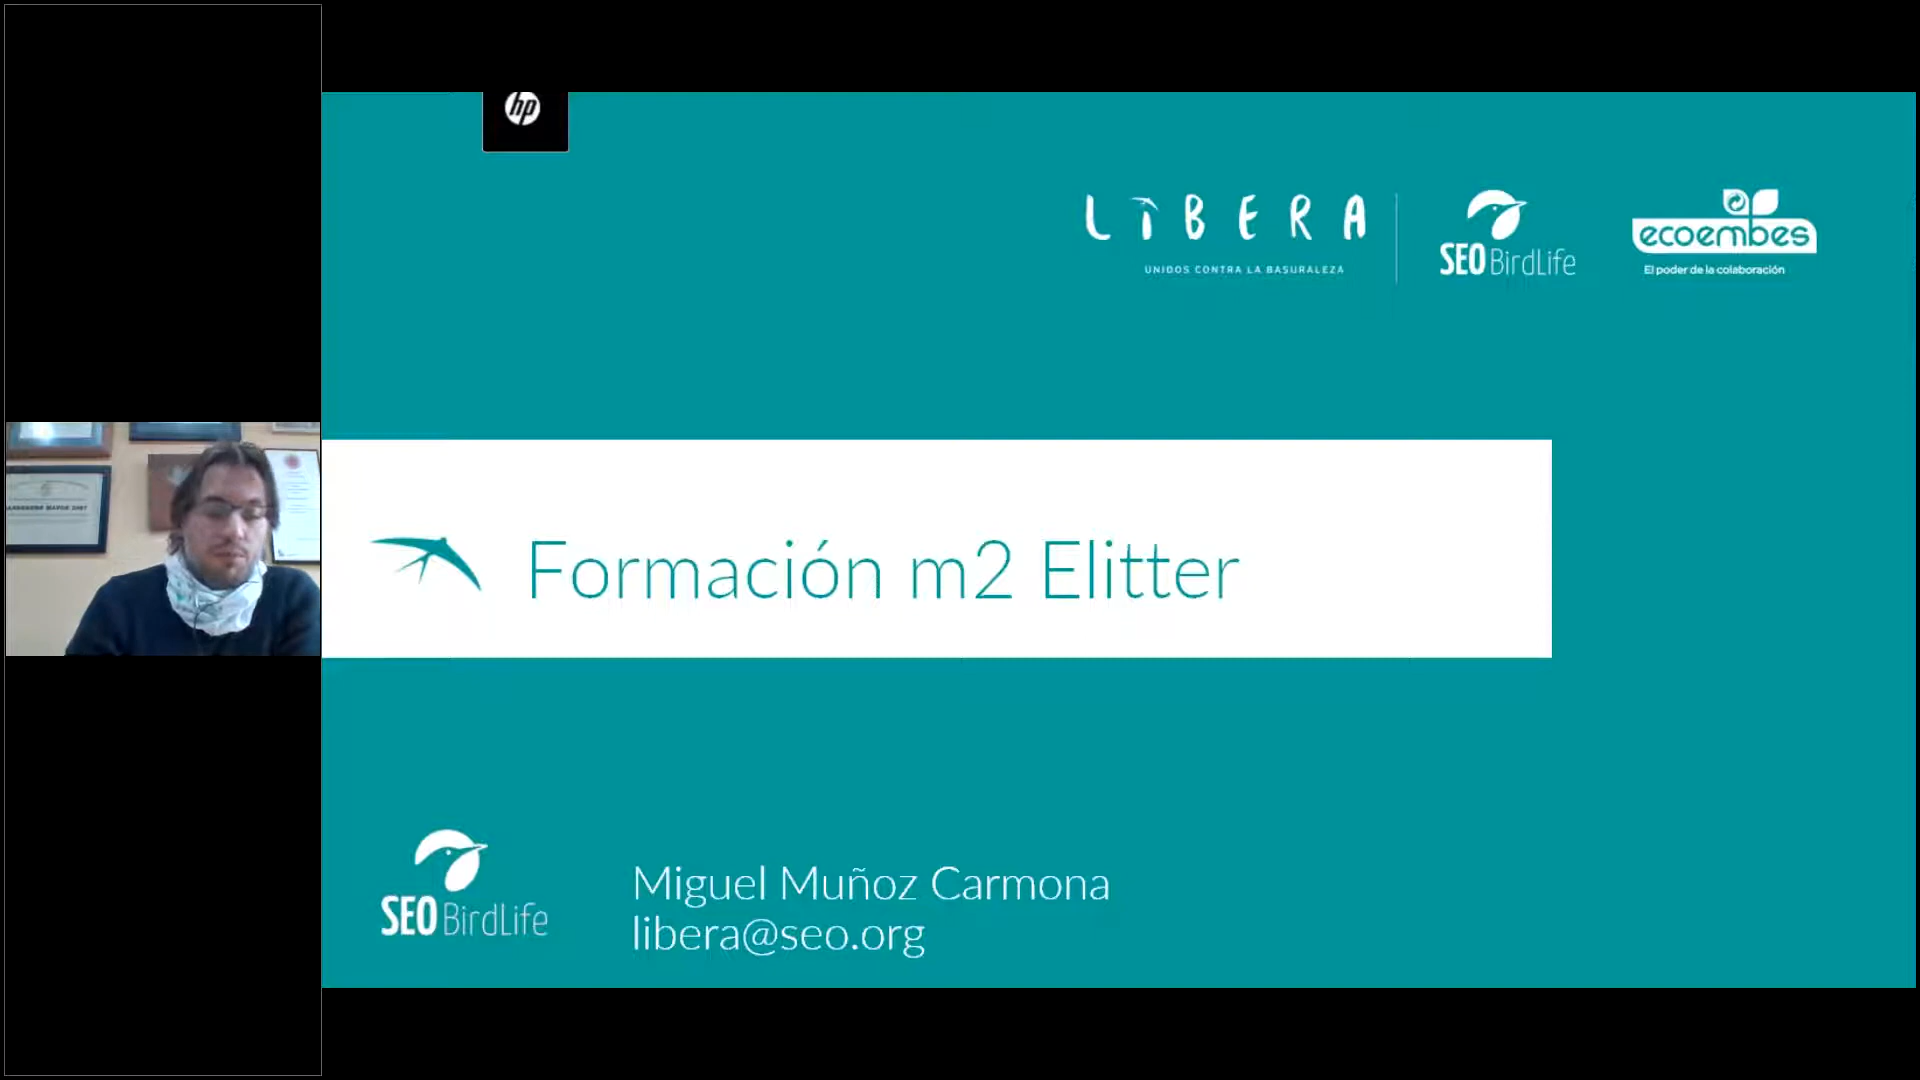 hp
LIBERA
UNIDOS CONTRA LA BASURALEZA
SEO BirdLife
ecoembes
El poder de la colaboración
Formación m2 Elitter
SEO BirdLife
Miguel Muñoz Carmona
libera@seo.org